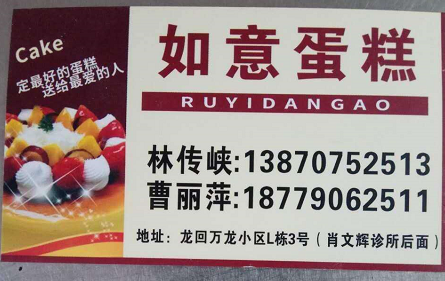 Cake
定最好的蛋糕
送给最爱的人
如意蛋糕
RUYIDANGAO
林传峡:13870752513
曹丽萍:18779062511
地址：龙回万龙小区L栋3号（肖文辉诊所后面）